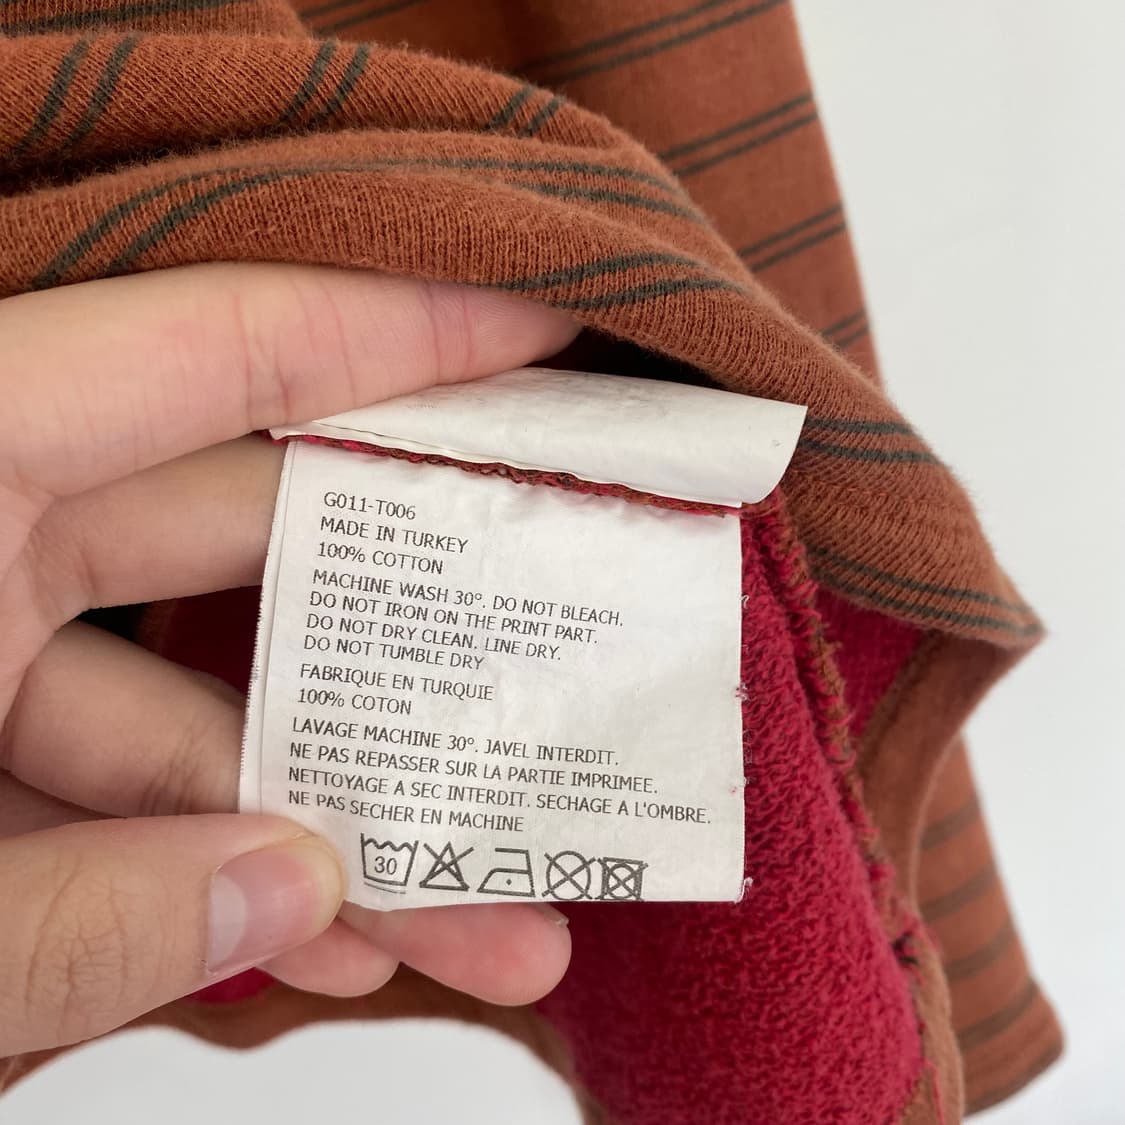 G011-T006
MADE IN TURKEY
100% COTTON
MACHINE WASH 30°. DO NOT BLEACH.
DO NOT IRON ON THE PRINT PART.
DO NOT DRY CLEAN. LINE DRY.
DO NOT TUMBLE DRY
FABRIQUE EN TURQUIE
100% COTON
LAVAGE MACHINE 30°. JAVEL INTERDIT.
NE PAS REPASSER SUR LA PARTIE IMPRIMEE.
NETTOYAGE A SEC INTERDIT. SECHAGE A L'OMBRE.
NE PAS SECHER EN MACHINE
30